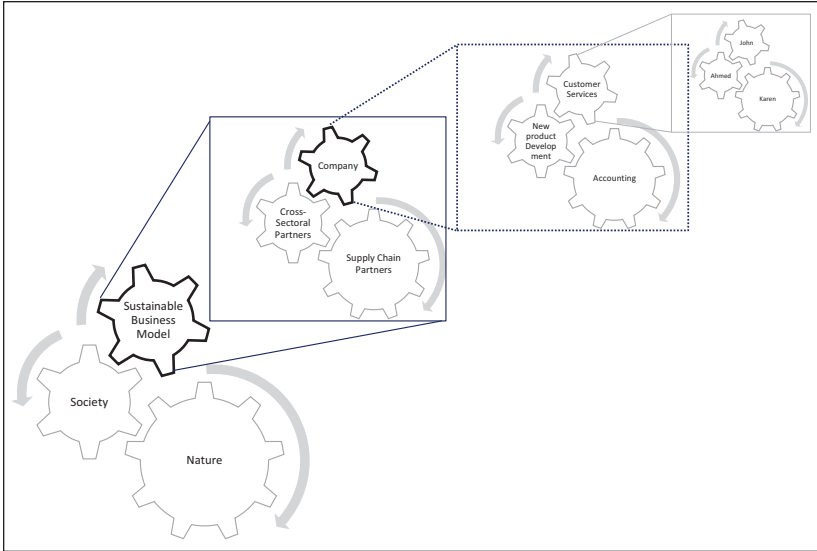 John
Ahmed
Karen
Customer
Services
New
product
Develop
ment
Accounting
Company
Cross-
Sectoral
Partners
Supply Chain
Partners
Sustainable
Business
Model
Society
Nature